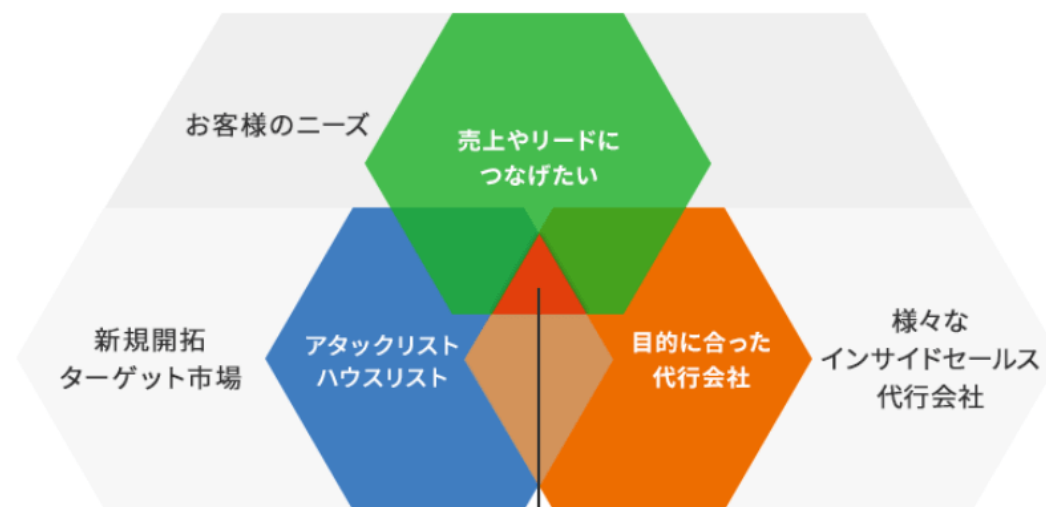 お客様のニーズ
売上やリードに
つなげたい
新規開拓
ターゲット市場
アタックリスト
ハウスリスト
目的に合った
代行会社
様々な
インサイドセールス
代行会社